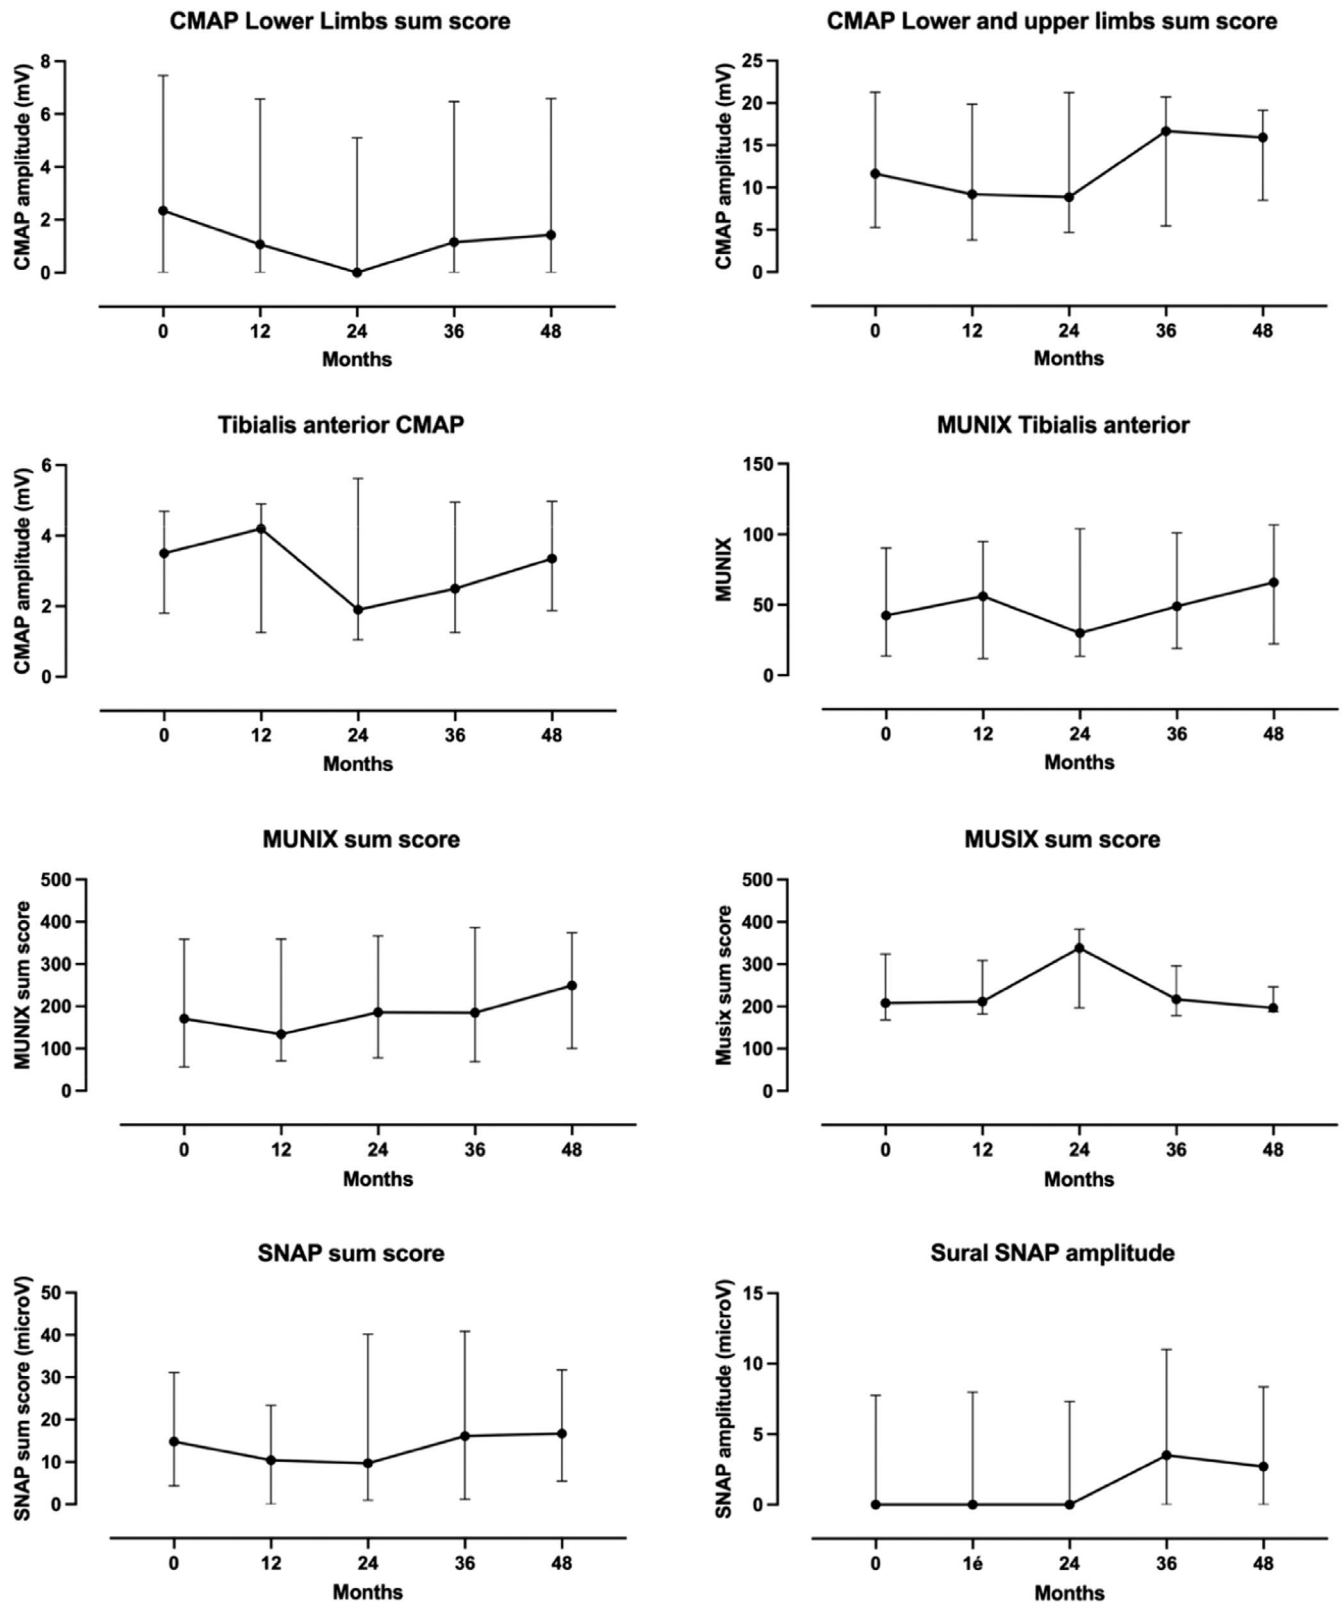 CMAP Lower Limbs sum score
CMAP amplitude (mV)
8
6
4
2
0
0 12 24 36 48
Months
CMAP Lower and upper limbs sum score
CMAP amplitude (mV)
25
20
15
10
5
0
0 12 24 36 48
Months
Tibialis anterior CMAP
CMAP amplitude (mV)
6
4
2
0
0 12 24 36 48
Months
MUNIX Tibialis anterior
MUNIX
150
100
50
0
0 12 24 36 48
Months
MUNIX sum score
MUNIX sum score
500
400
300
200
100
0
0 12 24 36 48
Months
MUSIX sum score
Musix sum score
500
400
300
200
100
0
0 12 24 36 48
Months
SNAP sum score
SNAP sum score (microV)
50
40
30
20
10
0
0 12 24 36 48
Months
Sural SNAP amplitude
SNAP amplitude (microV)
15
10
5
0
0 1é 24 36 48
Months